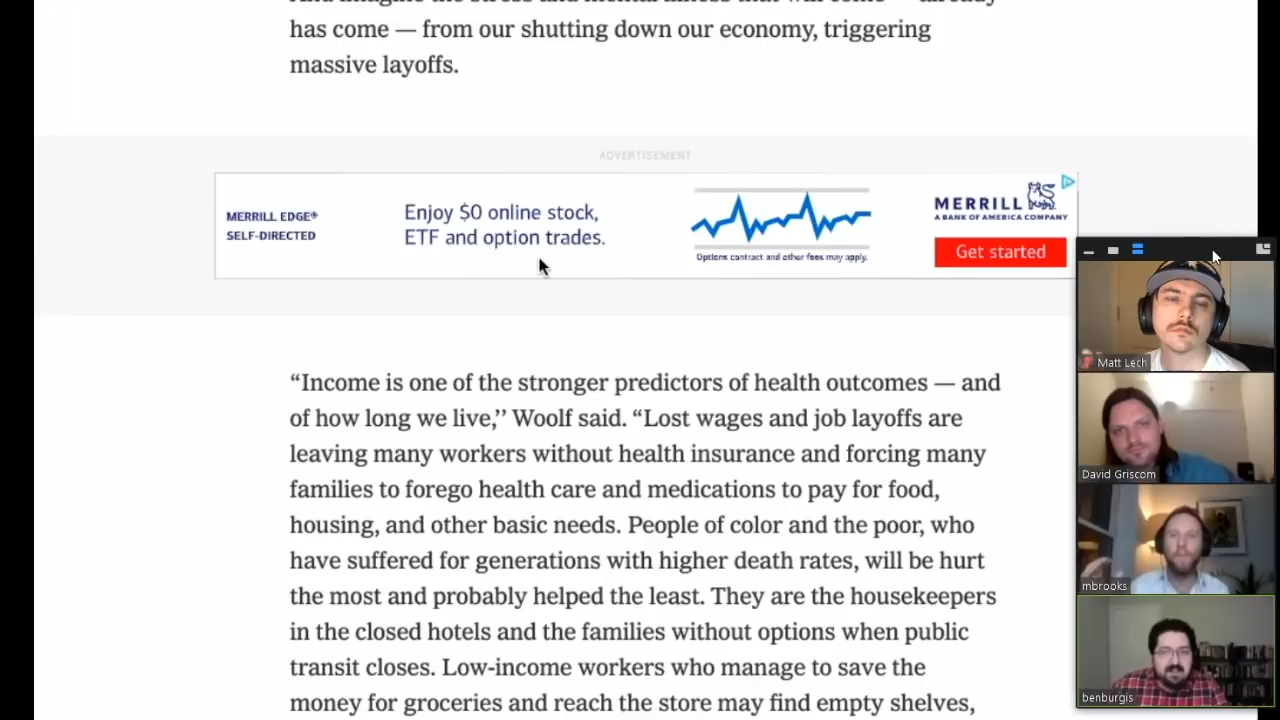 has come — from our shutting down our economy, triggering
massive layoffs.
ADVERTISEMENT
MERRILL EDGE®
SELF-DIRECTED
Enjoy $0 online stock,
ETF and option trades.
Options contract and other fees may apply.
MERRILL
A BANK OF AMERICA COMPANY
Get started
“Income is one of the stronger predictors of health outcomes — and
of how long we live,’’ Woolf said. “Lost wages and job layoffs are
leaving many workers without health insurance and forcing many
families to forego health care and medications to pay for food,
housing, and other basic needs. People of color and the poor, who
have suffered for generations with higher death rates, will be hurt
the most and probably helped the least. They are the housekeepers
in the closed hotels and the families without options when public
transit closes. Low-income workers who manage to save the
money for groceries and reach the store may find empty shelves,
Matt Lech
David Griscom
mbrooks
benburgis